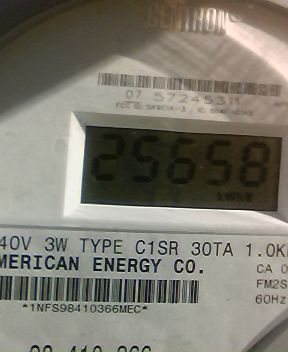 CENTRON
07 57245311
25658
kWh
40V 3W TYPE C1SR 30TA 1.0K
MERICAN ENERGY CO.
CA 0
FM2S
60Hz
*1NFS98410366MEC*